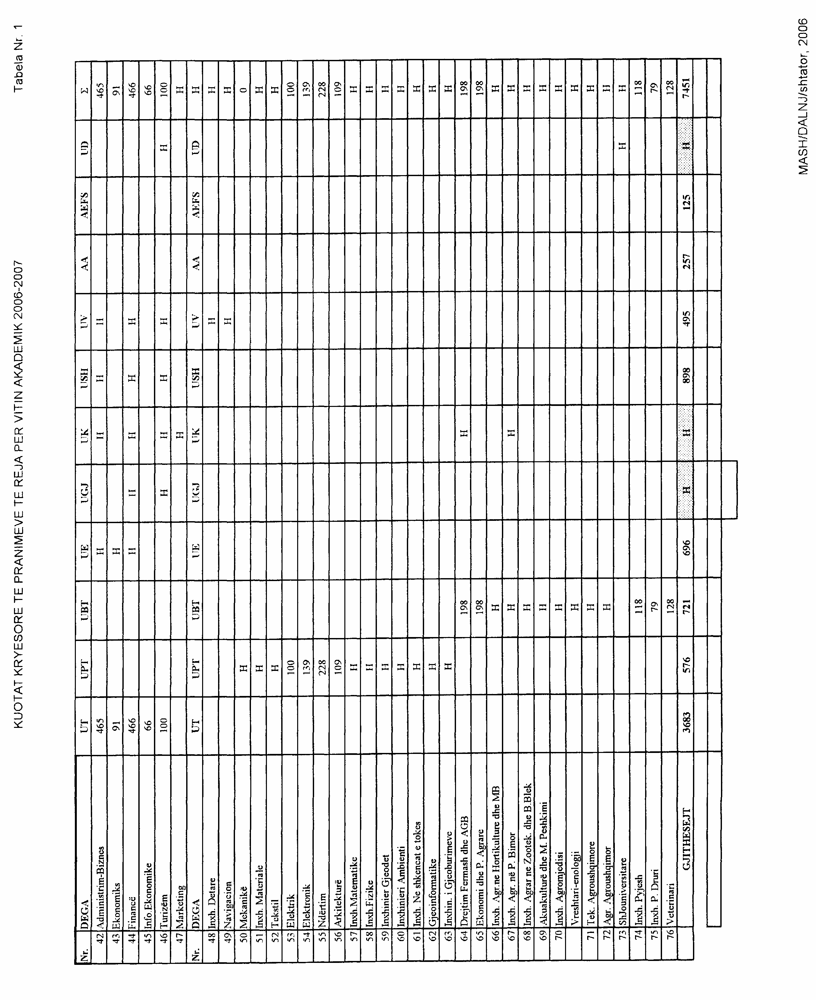 KUOTAT KRYESORE TE PRANIMEVE TE REJA PER VITIN AKADEMIK 2006-2007 Tabela Nr. 1
Nr. DEGA UT UPT UBT UE UGJ UK USH UV AA AEFS UD Σ
42 Administrim-Biznes 465 H H H H 465
43 Ekonomiks 91 H 91
44 Financë 466 H H H H H 466
45 Info.Ekonomike 66 66
46 Turizëm 100 H H H H H 100
47 Marketing H H
Nr. DEGA UT UPT UBT UE UGJ UK USH UV AA AEFS UD H
48 Inxh. Detare H H
49 Navigacion H H
50 Mekanikë H 0
51 Inxh. Materiale H H
52 Tekstil H H
53 Elektrik 100 100
54 Elektronik 139 139
55 Ndërtim 228 228
56 Arkitekturë 109 109
57 Inxh.Matematike H H
58 Inxh.Fizike H H
59 Inxhinier Gjeodet H H
60 Inxhinieri Ambienti H H
61 Inxh. Ne shkencat e tokes H H
62 Gjeoinformatike H H
63 Inxhin. i Gjeoburimeve H H
64 Drejtim Fermash dhe AGB 198 H 198
65 Ekonomi dhe P. Agrare 198 198
66 Inxh. Agr.ne Hortikulture dhe MB H H
67 Inxh. Agr. në P. Bimor H H H
68 Inxh. Agrar ne Zootek. dhe B.Blek H H
69 Akuakulturë dhe M. Peshkimi H H
70 Inxh. Agromjedisi H H
Vreshtari-enologji H H
71 Tek. Agroushqimore H H
72 Agr. Agroushqimor H H
73 ShJouniversitare H H
74 Inxh. Pyjesh 118 118
75 Inxh. P. Druri 79 79
76 Veterinari 128 128
GJITHESEJT 3683 576 721 696 H H 898 495 257 125 H 7451
MASH/DALNJ/shtator, 2006